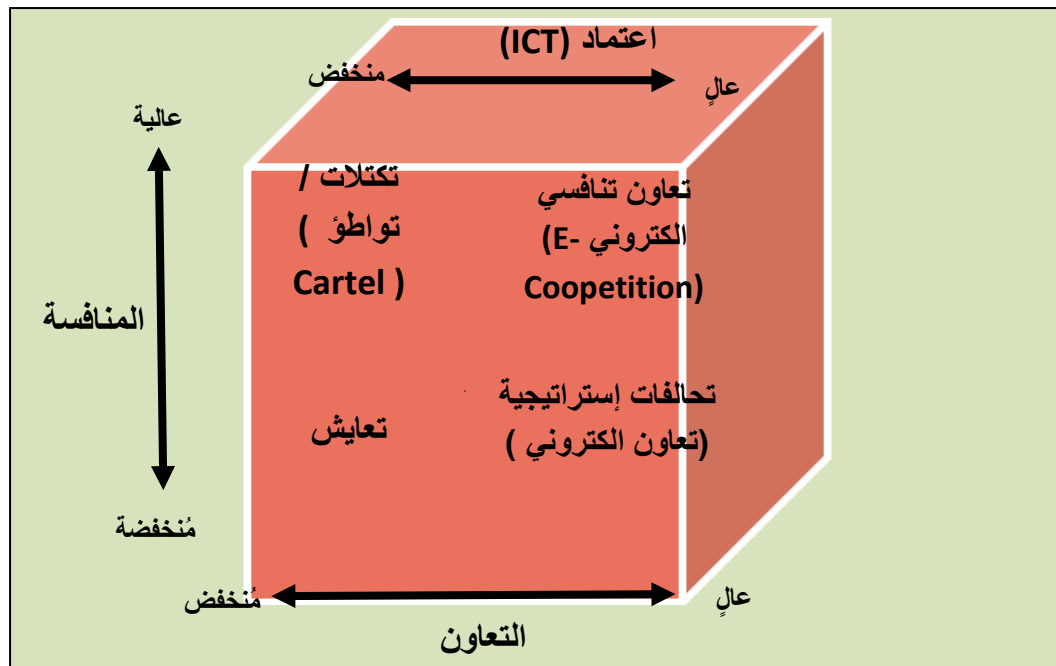 اعتماد (ICT)
منخفض
عالٍ
عالية
تكتلات /
تواطؤ (
Cartel )
تعاون تنافسي
الكتروني (E-
Coopetition)
المنافسة
تعايش
تحالفات إستراتيجية
(تعاون الكتروني )
مُنخفضة
مُنخفض
عالٍ
التعاون